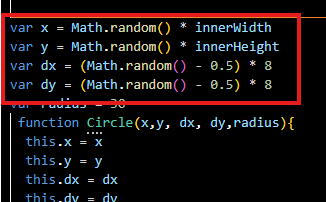 var x = Math.random() * innerWidth
var y = Math.random() * innerHeight
var dx = (Math.random() - 0.5) * 8
var dy = (Math.random() - 0.5) * 8
var radius = 30
function Circle(x,y, dx, dy,radius){
this.x = x
this.y = y
this.dx = dx
this.dy = dy